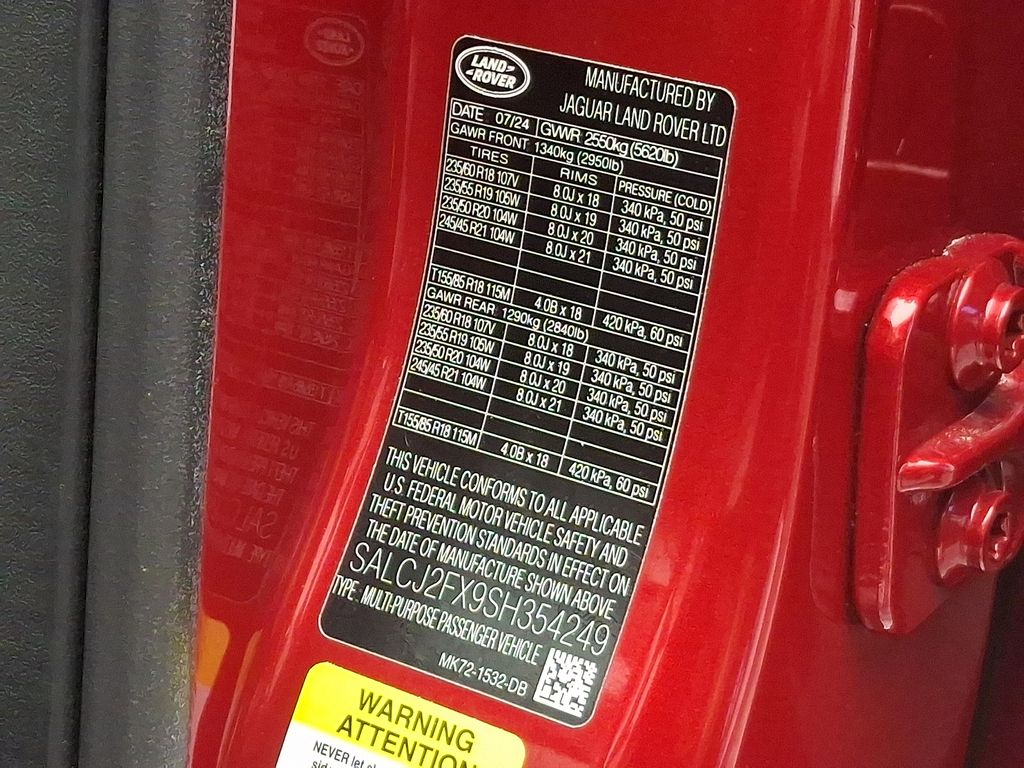 LAND-
-ROVER
MANUFACTURED BY
JAGUAR LAND ROVER LTD
DATE 07/24 GVWR 2550kg (5620lb)
GAWR FRONT 1340kg (2950lb)
TIRES RIMS PRESSURE (COLD)
235/60 R18 107V 8.0J x 18 340 kPa, 50 psi
235/55 R19 105W 8.0J x 19 340 kPa, 50 psi
235/50 R20 104W 8.0J x 20 340 kPa, 50 psi
245/45 R21 104W 8.0J x 21 340 kPa, 50 psi
T155/85 R18 115M 4.0B x 18 420 kPa, 60 psi
GAWR REAR 1290kg (2840lb)
235/60 R18 107V 8.0J x 18 340 kPa, 50 psi
235/55 R19 105W 8.0J x 19 340 kPa, 50 psi
235/50 R20 104W 8.0J x 20 340 kPa, 50 psi
245/45 R21 104W 8.0J x 21 340 kPa, 50 psi
T155/85 R18 115M 4.0B x 18 420 kPa, 60 psi
THIS VEHICLE CONFORMS TO ALL APPLICABLE
U.S. FEDERAL MOTOR VEHICLE SAFETY AND
THEFT PREVENTION STANDARDS IN EFFECT ON
THE DATE OF MANUFACTURE SHOWN ABOVE.
SALCJ2FX9SH354249
TYPE : MULTI-PURPOSE PASSENGER VEHICLE
MK72-1532-DB
WARNING
ATTENTION
NEVER let